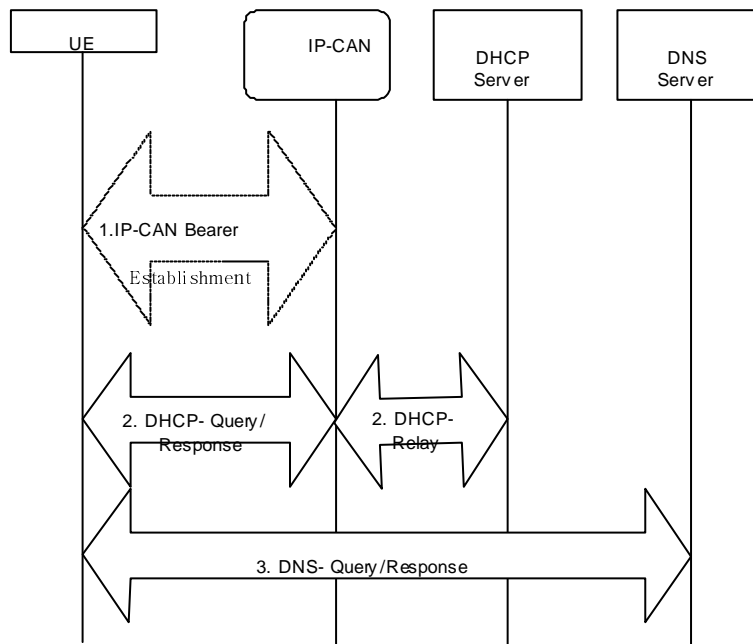 UE
IP-CAN
DHCP
Server
DNS
Server
1.IP-CAN Bearer
Establishment
2. DHCP- Query/
Response
2. DHCP-
Relay
3. DNS- Query/Response